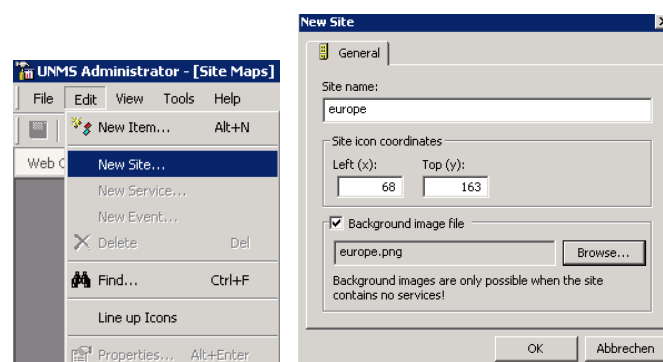 UNMS Administrator - [Site Maps]
File Edit View Tools Help
New Item... Alt+N
Web
New Site...
New Service...
New Event...
Delete Del
Find... Ctrl+F
Line up Icons
Properties... Alt+Enter
New Site
General
Site name:
europe
Site icon coordinates
Left (x): Top (y):
68 163
Background image file
europe.png Browse...
Background images are only possible when the site
contains no services!
OK Abbrechen